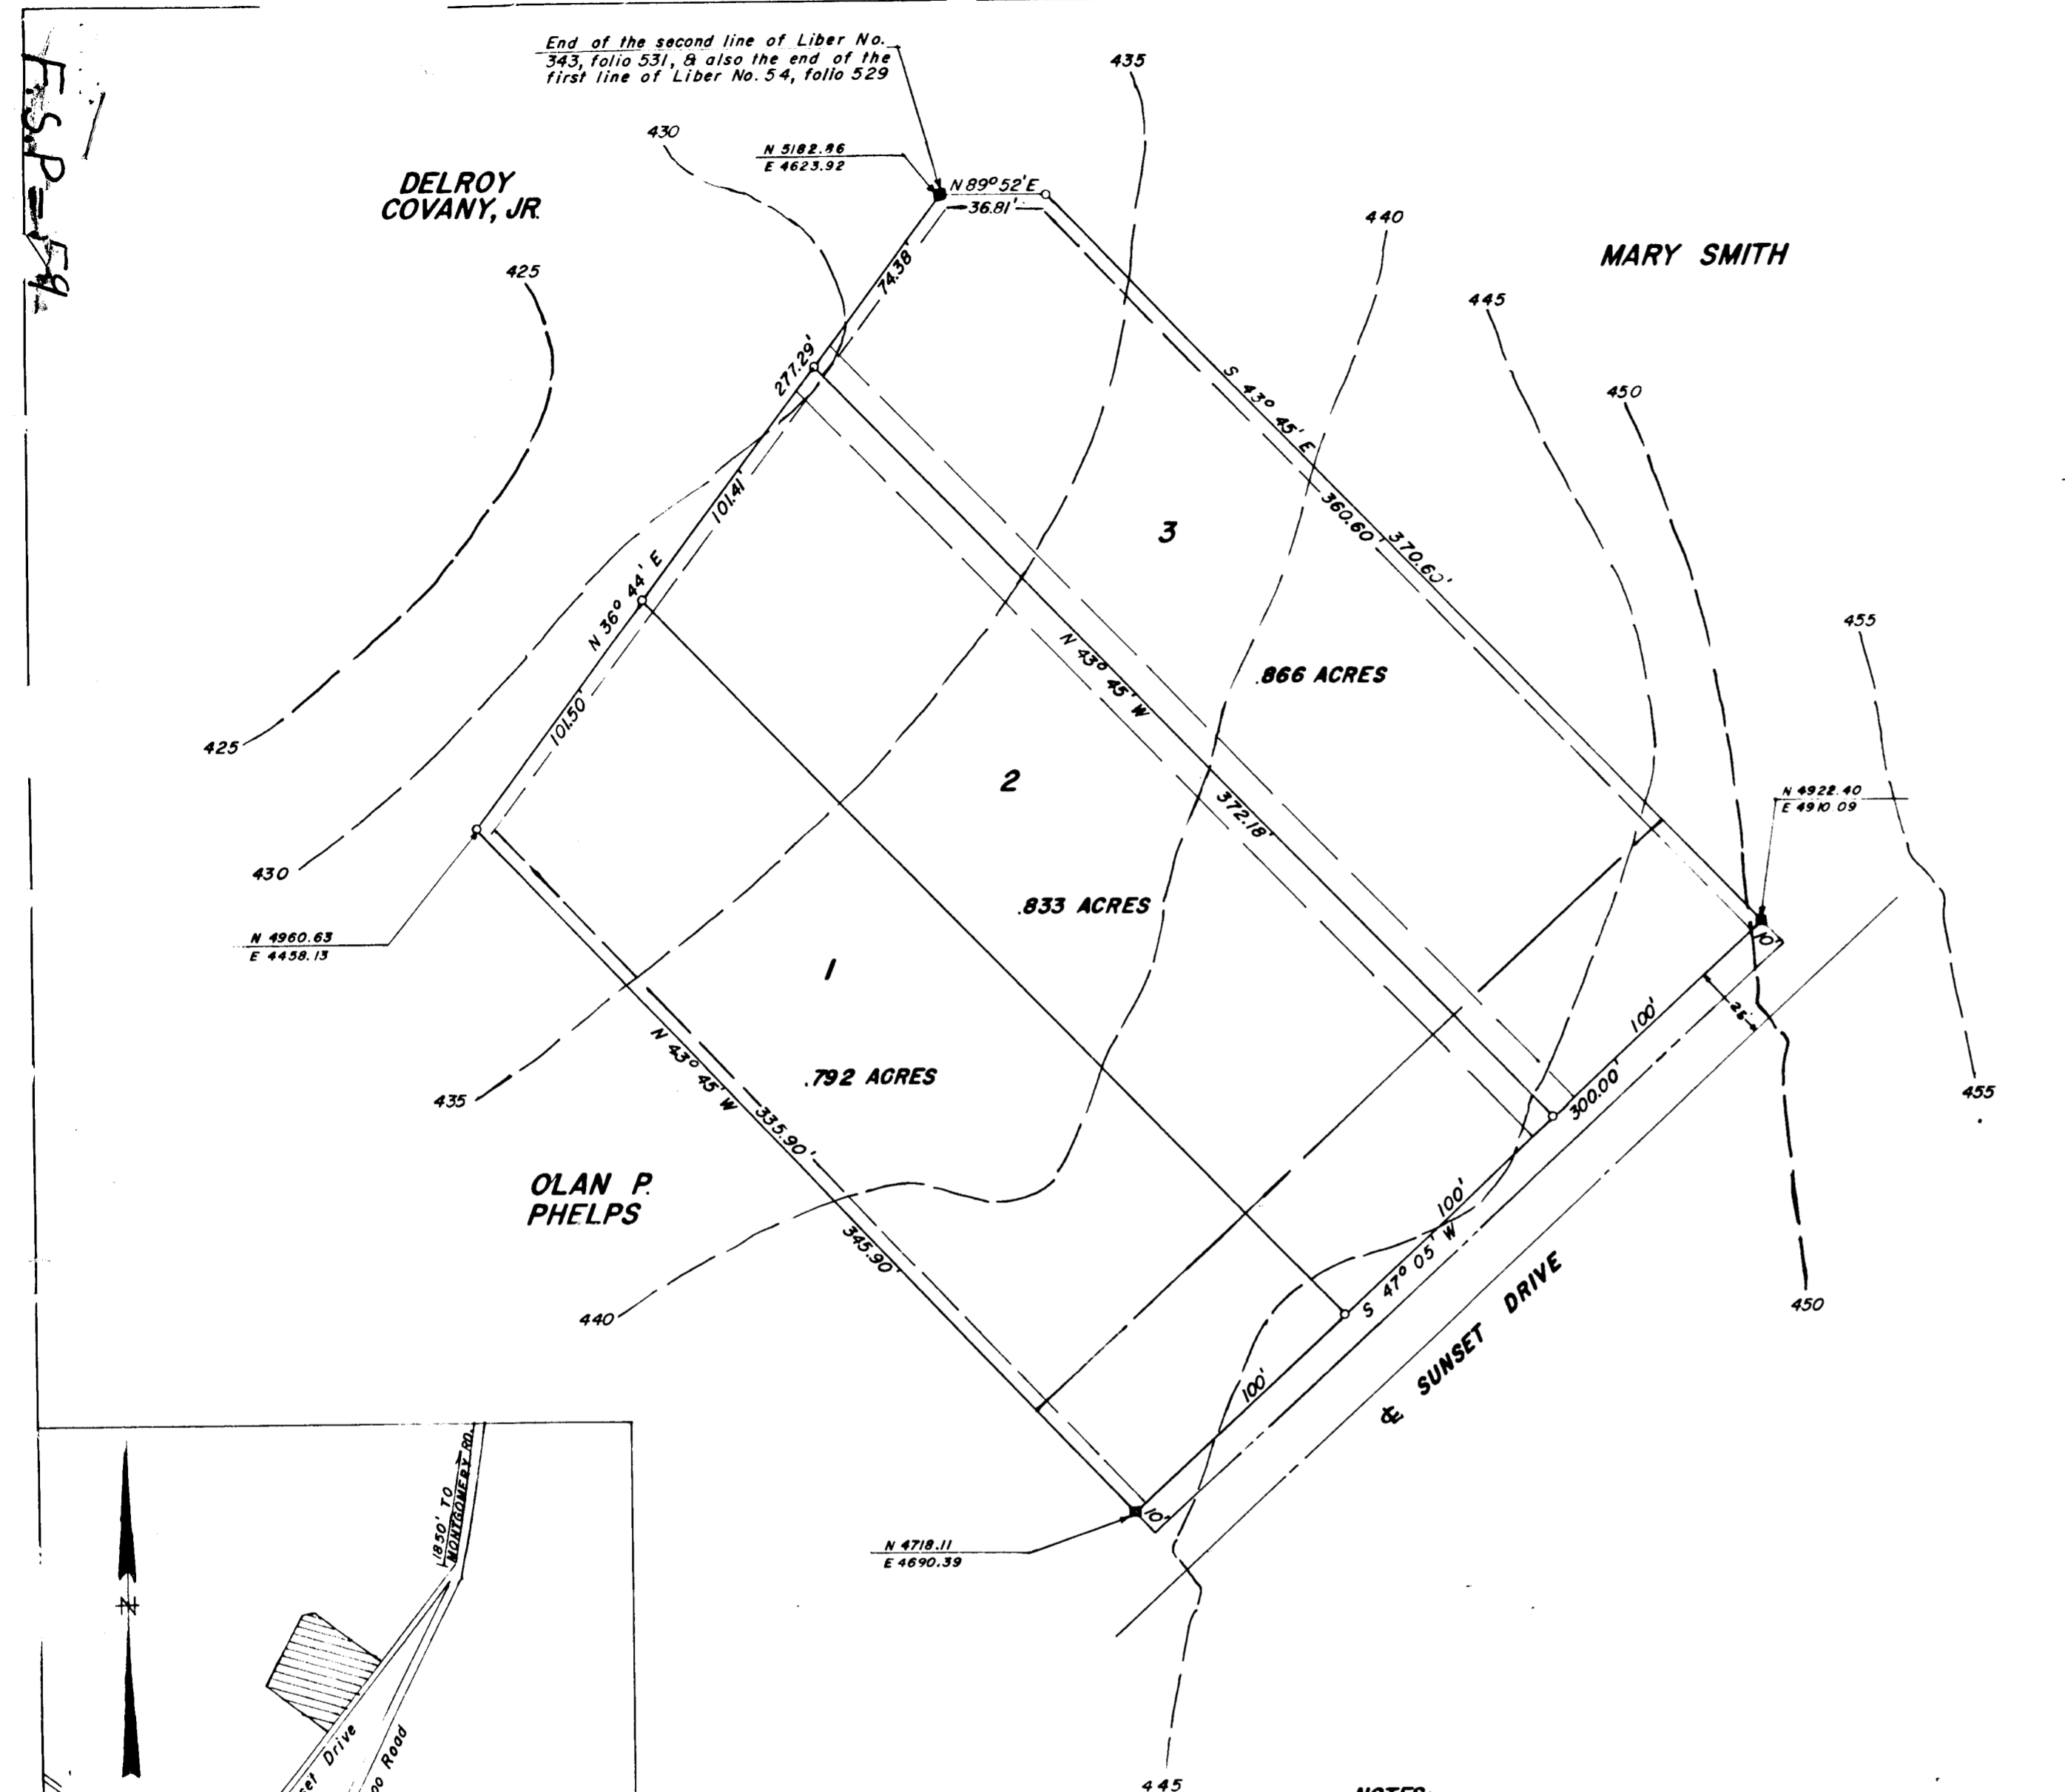 F.S.P-59
End of the second line of Liber No.
343, folio 531, & also the end of the
first line of Liber No. 54, folio 529
435
430
N 5182.86
E 4623.92
DELROY
COVANY, JR.
N 89° 52' E
36.81'
440
MARY SMITH
425
74.38'
445
277.29'
S 43° 45' E
450
101.41'
360.60'
370.60'
3
N 36° 44' E
455
N 43° 45' W
.866 ACRES
101.50'
425
2
372.18'
N 4922.40
E 4910.09
430
.833 ACRES
N 4960.63
E 4458.13
10'
1
25'
100'
N 43° 45' W
.792 ACRES
300.00'
435
455
335.90'
OLAN P.
PHELPS
100'
345.90'
S 47° 05' W
440
450
℄ SUNSET DRIVE
100'
10'
N 4718.11
E 4690.39
1850' TO
MONTGOMERY RD.
N
set Drive
oo Road
445
NOTES: